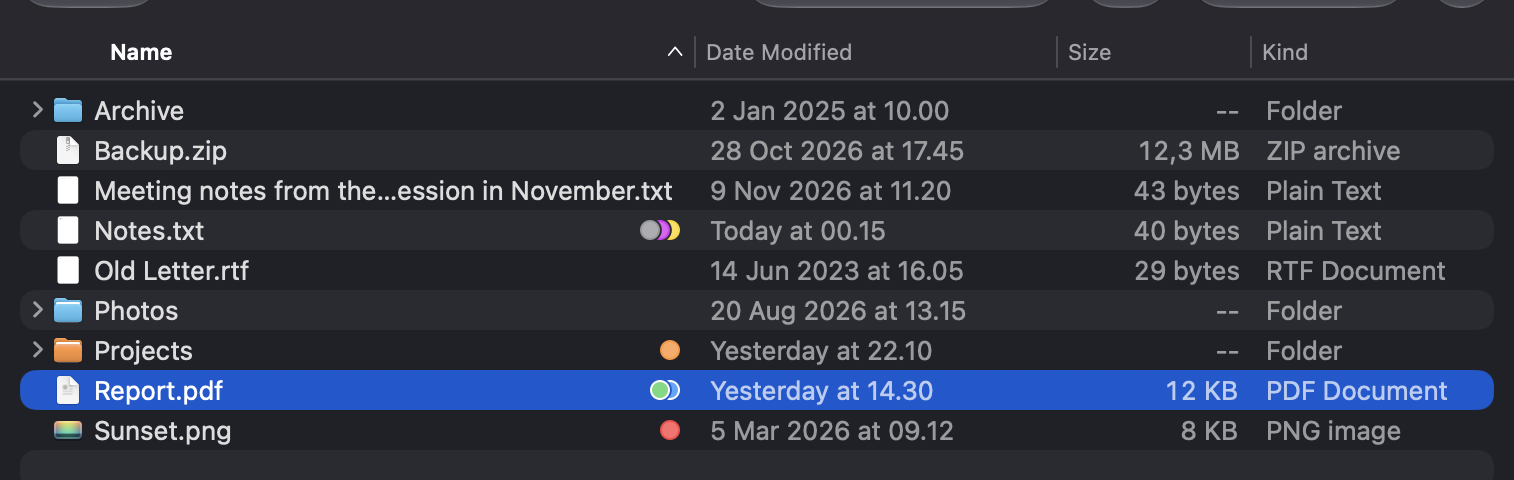 Name Date Modified Size Kind
Archive 2 Jan 2025 at 10.00 -- Folder
Backup.zip 28 Oct 2026 at 17.45 12,3 MB ZIP archive
Meeting notes from the...ession in November.txt 9 Nov 2026 at 11.20 43 bytes Plain Text
Notes.txt Today at 00.15 40 bytes Plain Text
Old Letter.rtf 14 Jun 2023 at 16.05 29 bytes RTF Document
Photos 20 Aug 2026 at 13.15 -- Folder
Projects Yesterday at 22.10 -- Folder
Report.pdf Yesterday at 14.30 12 KB PDF Document
Sunset.png 5 Mar 2026 at 09.12 8 KB PNG image